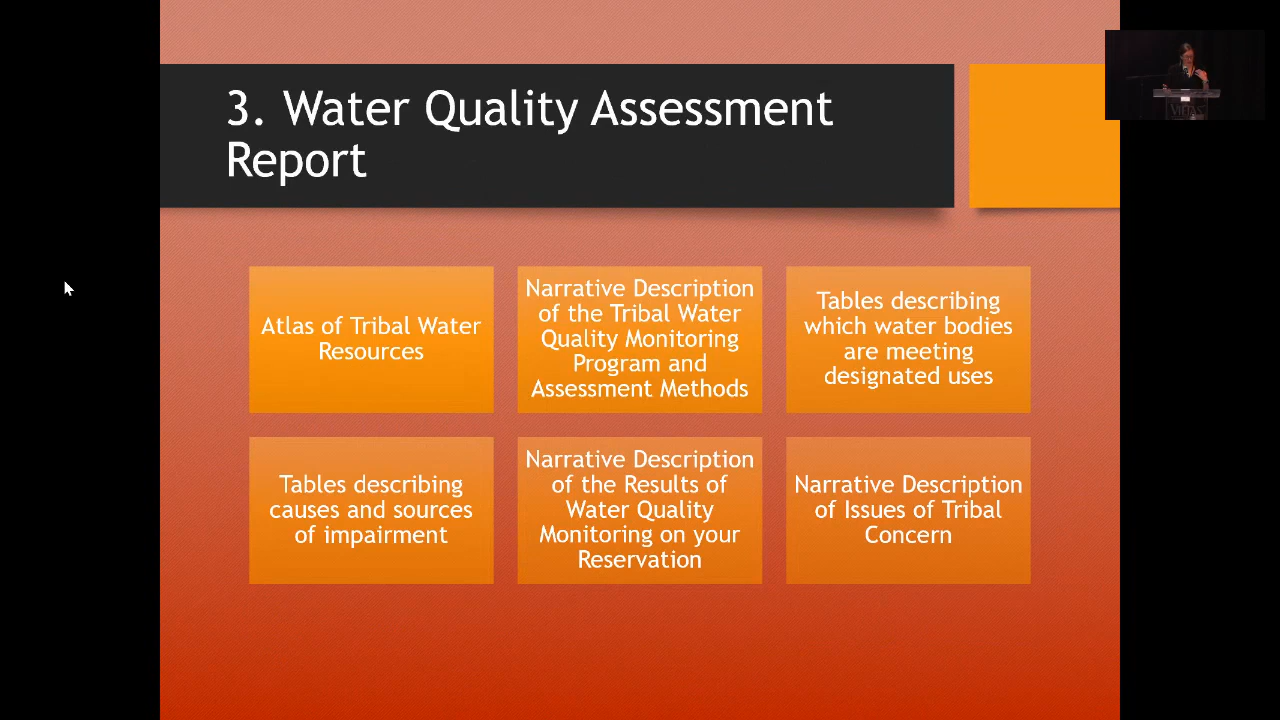 3. Water Quality Assessment
Report
Atlas of Tribal Water
Resources
Narrative Description
of the Tribal Water
Quality Monitoring
Program and
Assessment Methods
Tables describing
which water bodies
are meeting
designated uses
Tables describing
causes and sources
of impairment
Narrative Description
of the Results of
Water Quality
Monitoring on your
Reservation
Narrative Description
of Issues of Tribal
Concern